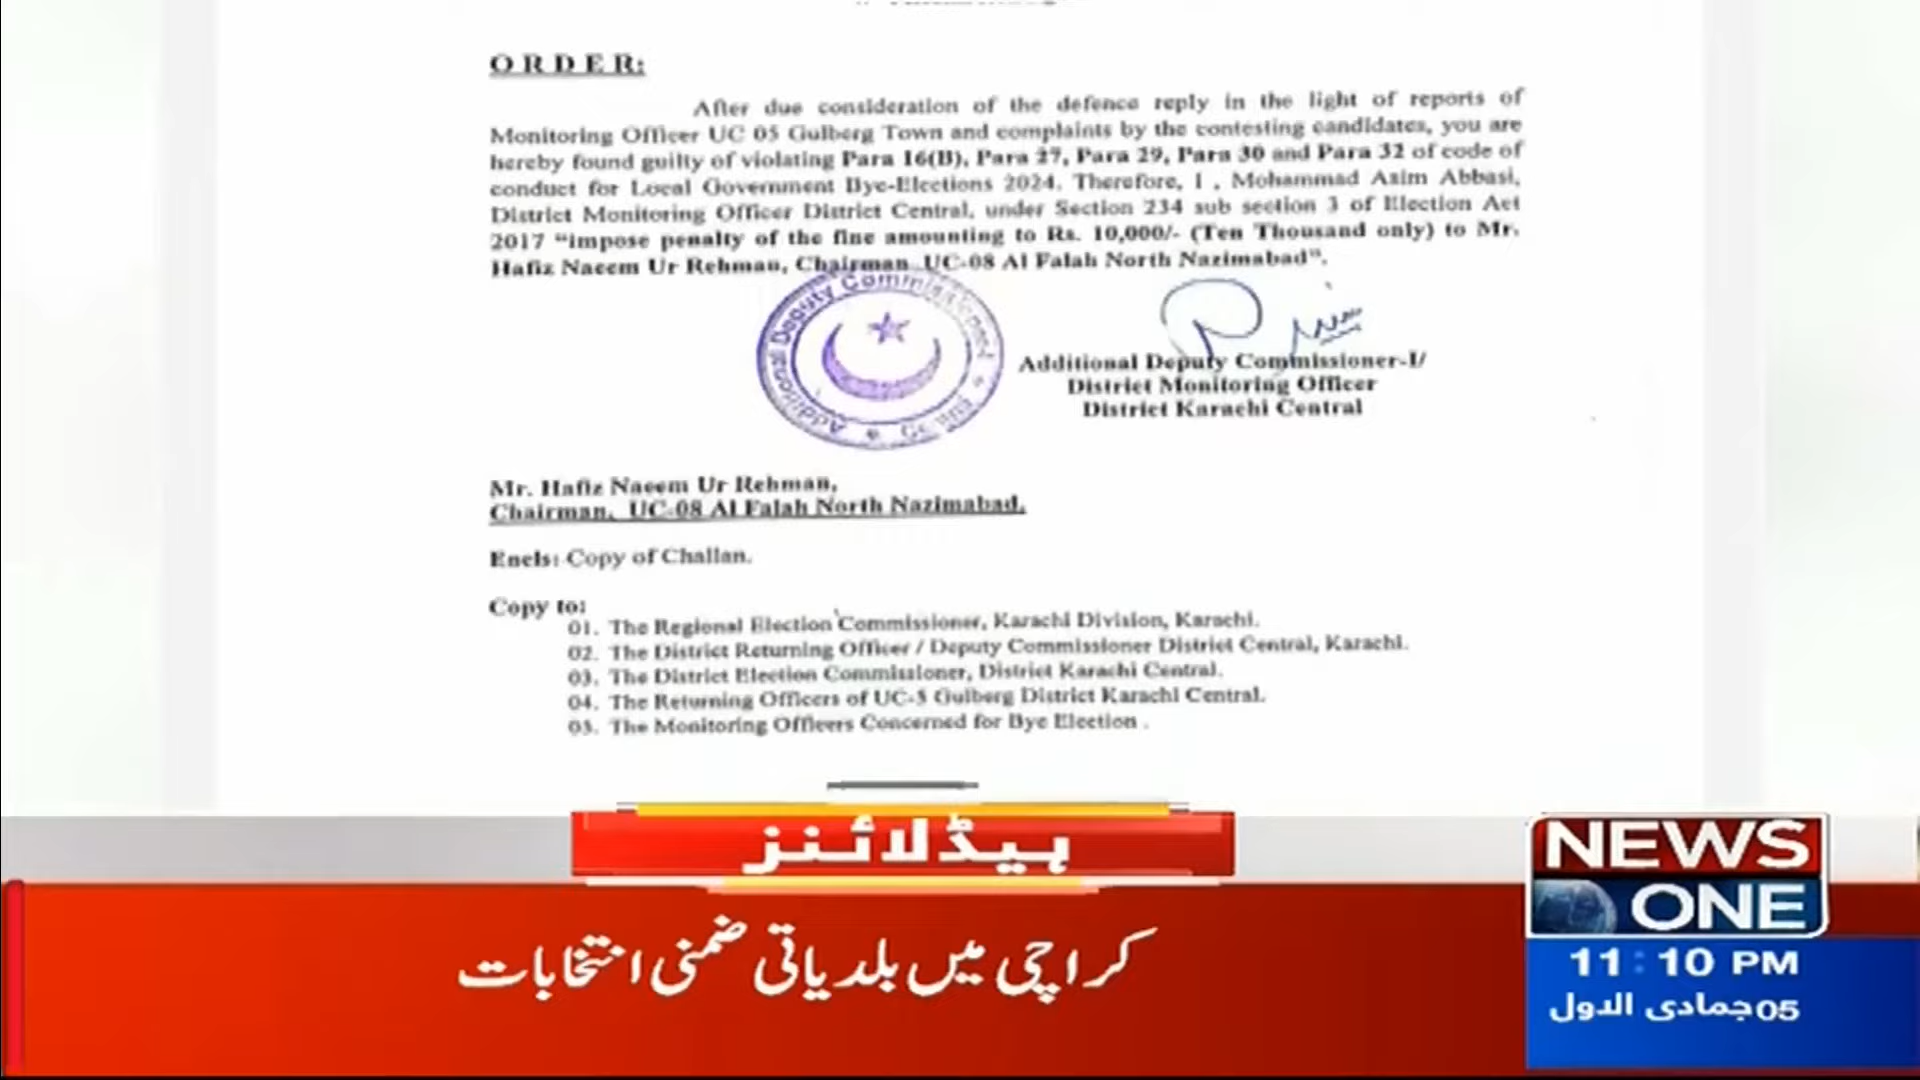 ORDER:
After due consideration of the defence reply in the light of reports of
Monitoring Officer UC 05 Gulberg Town and complaints by the contesting candidates, you are
hereby found guilty of violating Para 16(B), Para 27, Para 29, Para 30 and Para 32 of code of
conduct for Local Government Bye-Elections 2024. Therefore, I , Mohammad Asim Abbasi,
District Monitoring Officer District Central, under Section 234 sub section 3 of Election Act
2017 “impose penalty of the fine amounting to Rs. 10,000/- (Ten Thousand only) to Mr.
Hafiz Naeem Ur Rehman, Chairman UC-08 Al Falah North Nazimabad”.
Additional Deputy Commissioner-I
Additional Deputy Commissioner-I/
District Monitoring Officer
District Karachi Central
Mr. Hafiz Naeem Ur Rehman,
Chairman, UC-08 Al Falah North Nazimabad.
Encls: Copy of Challan.
Copy to:
01. The Regional Election Commissioner, Karachi Division, Karachi.
02. The District Returning Officer / Deputy Commissioner District Central, Karachi.
03. The District Election Commissioner, District Karachi Central.
04. The Returning Officers of UC-5 Gulberg District Karachi Central.
05. The Monitoring Officers Concerned for Bye Election .
ہیڈلائنز
کراچی میں بلدیاتی ضمنی انتخابات
NEWS
ONE
11:10 PM
05 جمادی الاول